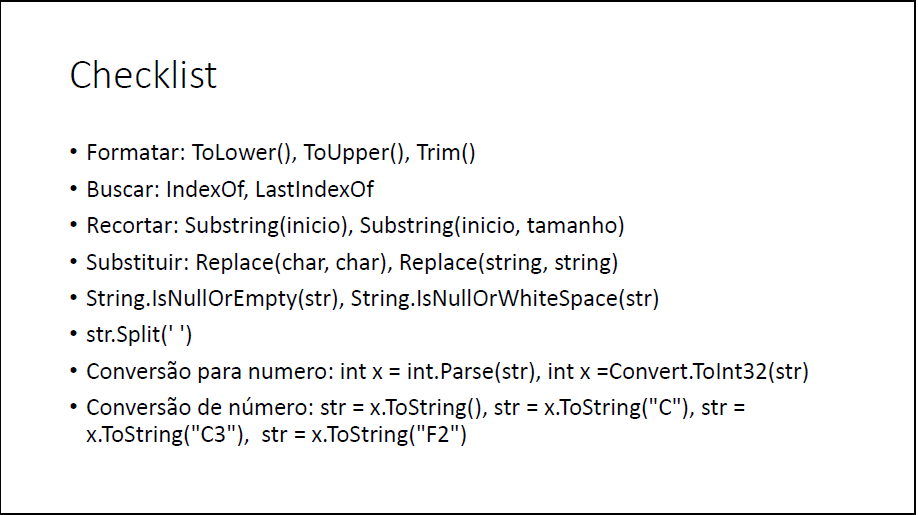 Checklist
• Formatar: ToLower(), ToUpper(), Trim()
• Buscar: IndexOf, LastIndexOf
• Recortar: Substring(inicio), Substring(inicio, tamanho)
• Substituir: Replace(char, char), Replace(string, string)
• String.IsNullOrEmpty(str), String.IsNullOrWhiteSpace(str)
• str.Split(' ')
• Conversão para numero: int x = int.Parse(str), int x =Convert.ToInt32(str)
• Conversão de número: str = x.ToString(), str = x.ToString("C"), str =
x.ToString("C3"),  str = x.ToString("F2")